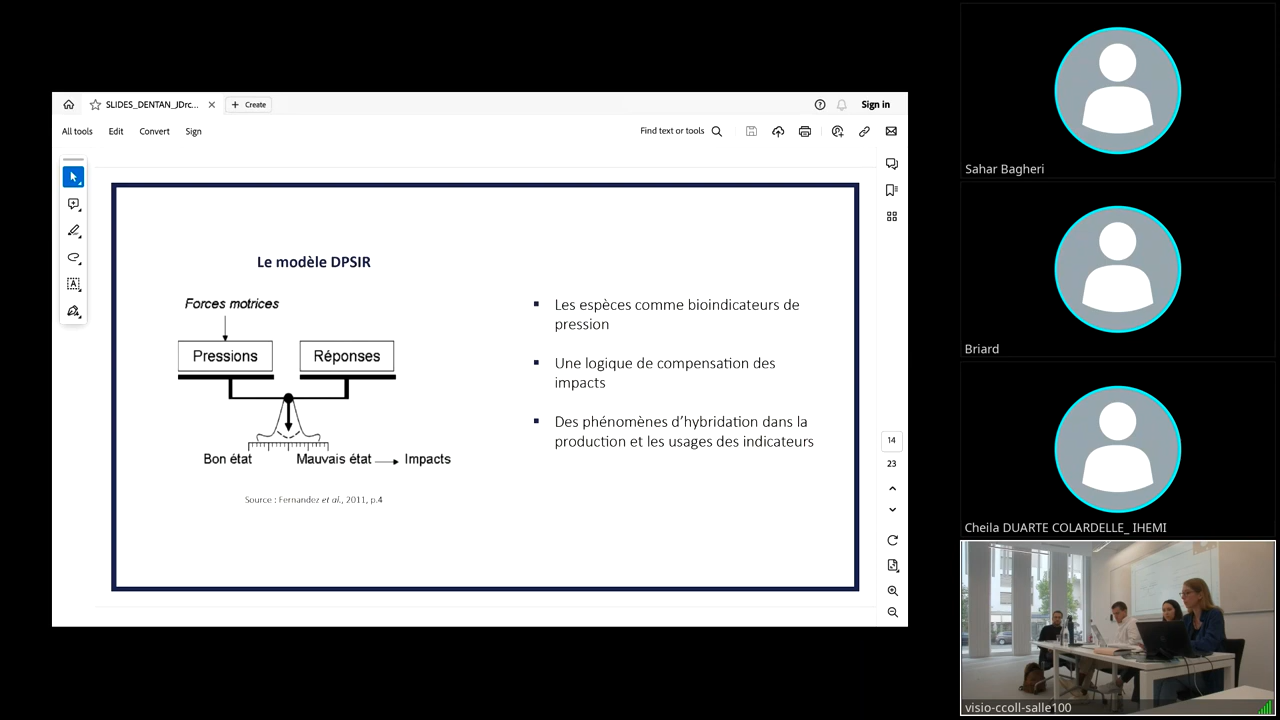 SLIDES_DENTAN_JDrc...
Create
Sign in
All tools
Edit
Convert
Sign
Find text or tools
Le modèle DPSIR
Forces motrices
Pressions
Réponses
Bon état
Mauvais état
Impacts
Source : Fernandez et al., 2011, p.4
Les espèces comme bioindicateurs de
pression
Une logique de compensation des
impacts
Des phénomènes d’hybridation dans la
production et les usages des indicateurs
14
23
Sahar Bagheri
Briard
Cheila DUARTE COLARDELLE_ IHEMI
visio-ccoll-salle100